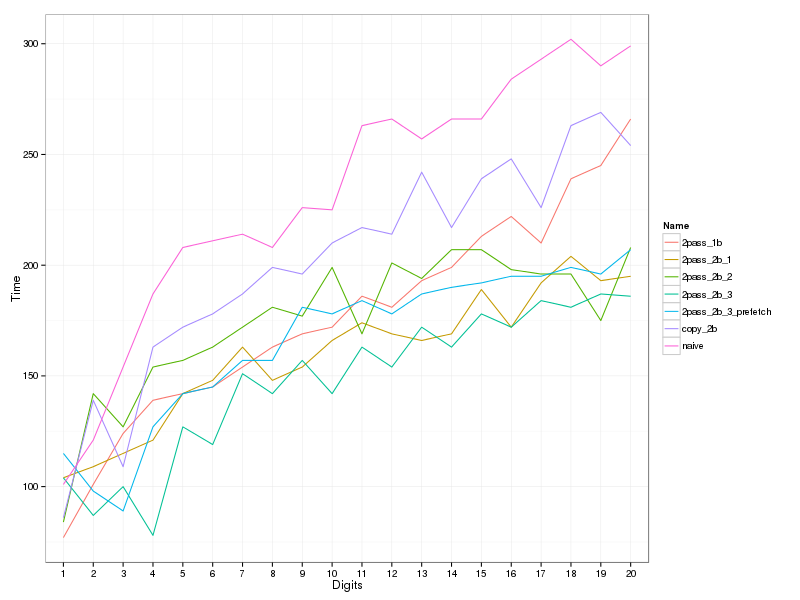 300
250
200
150
100
Time
1 2 3 4 5 6 7 8 9 10 11 12 13 14 15 16 17 18 19 20
Digits
Name
2pass_1b
2pass_2b_1
2pass_2b_2
2pass_2b_3
2pass_2b_3_prefetch
copy_2b
naive